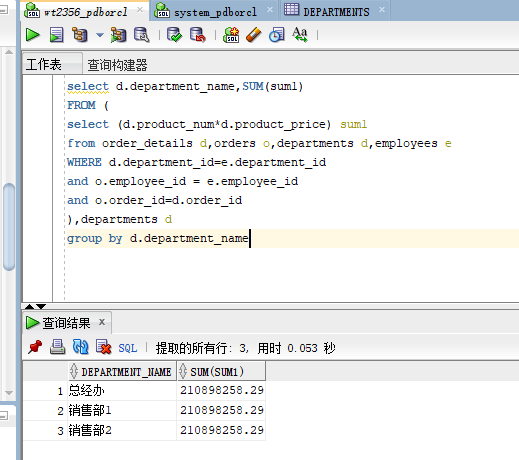 wt2356_pdborcl
system_pdborcl
DEPARTMENTS
工作表 查询构建器
select d.department_name,SUM(sum1)
FROM (
select (d.product_num*d.product_price) sum1
from order_details d,orders o,departments d,employees e
WHERE d.department_id=e.department_id
and o.employee_id = e.employee_id
and o.order_id=d.order_id
),departments d
group by d.department_name
查询结果 x
SQL | 提取的所有行: 3, 用时 0.053 秒
DEPARTMENT_NAME SUM(SUM1)
1 总经办 210898258.29
2 销售部1 210898258.29
3 销售部2 210898258.29